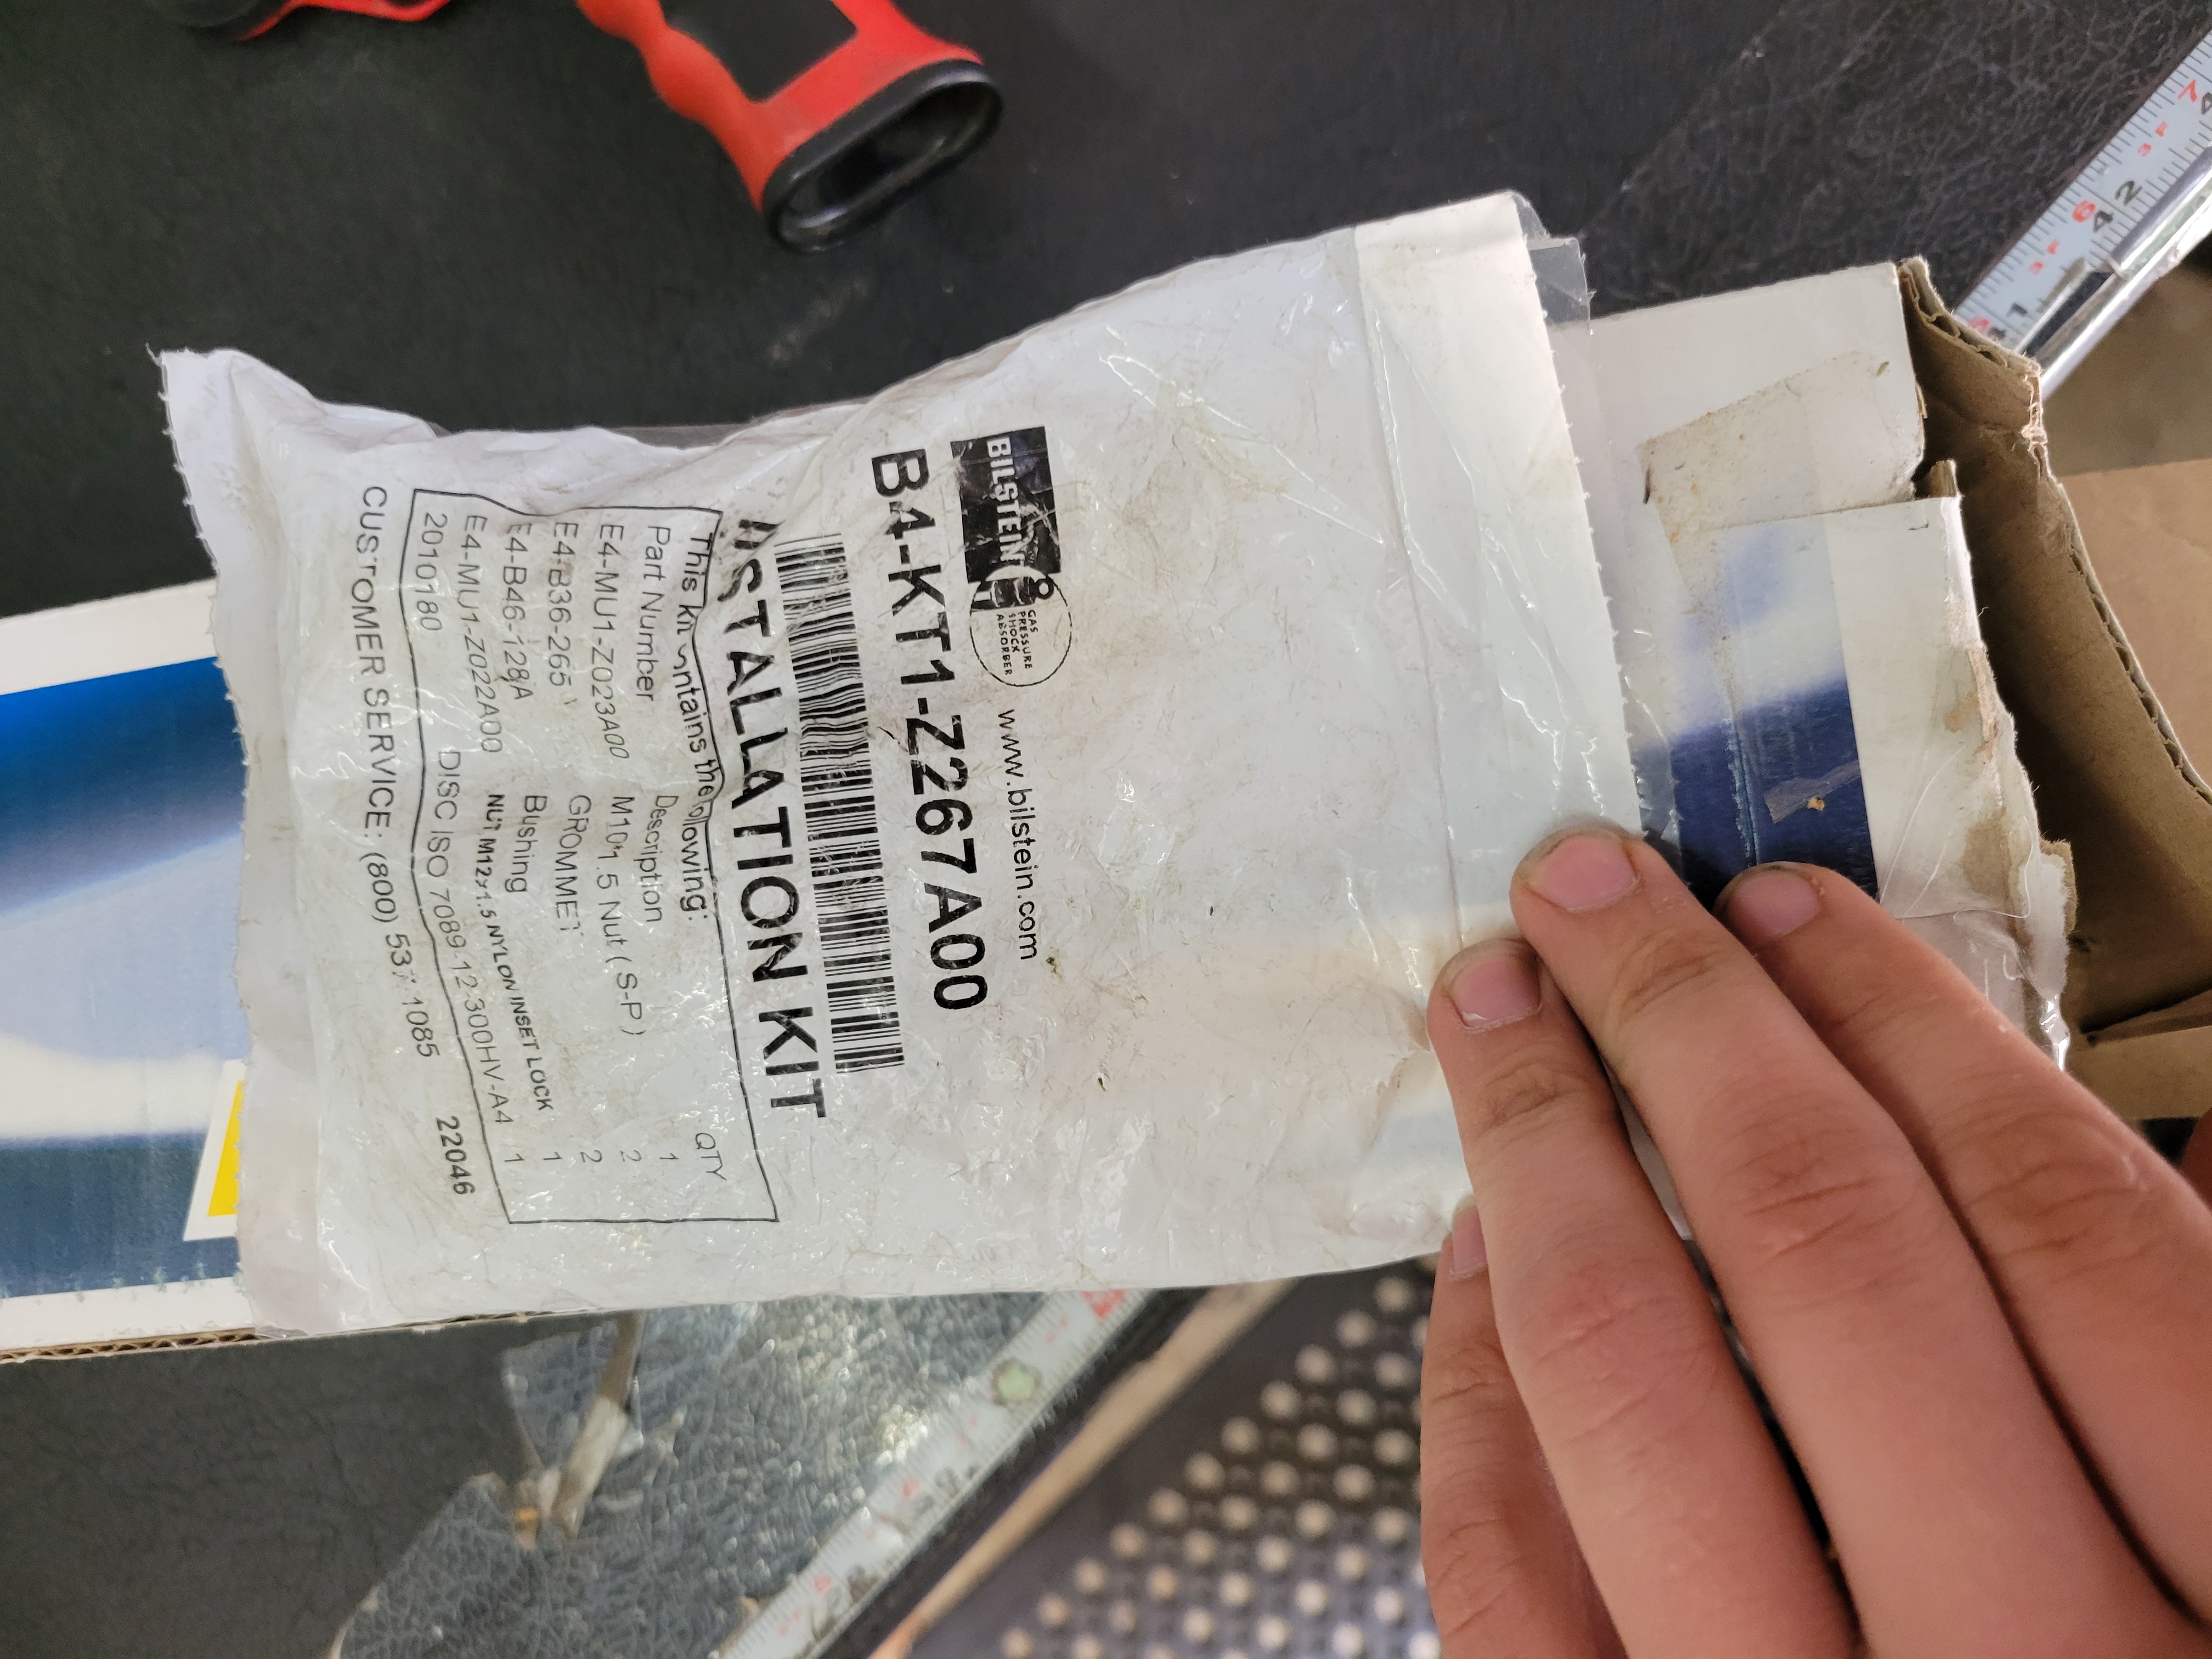 BILSTEIN
GAS
PRESSURE
SHOCK
ABSORBER
www.bilstein.com
B4-KT1-Z267A00
INSTALLATION KIT
This kit contains the following:
Part Number Description QTY
E4-MU1-Z023A00 M10*1.5 Nut ( S-P ) 1
E4-B36-265 GROMMET 2
E4-B46-128A Bushing 2
E4-MU1-Z022A00 NUT M12x1.5 NYLON INSET LOCK 1
2010180 DISC ISO 7089-12-300HV-A4 1
CUSTOMER SERVICE: (800) 537 1085 22046